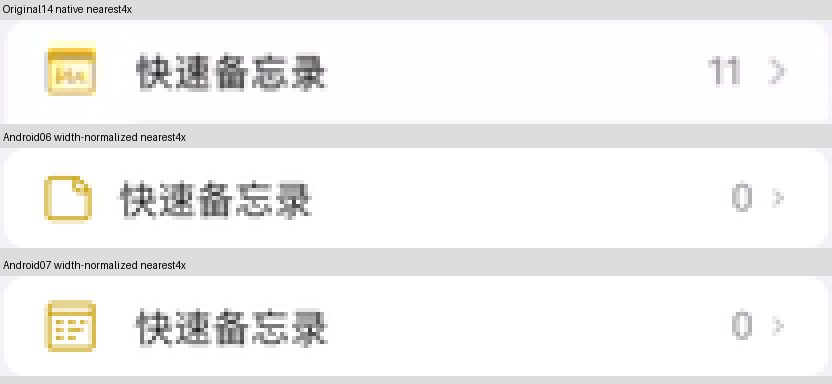 Original14 native nearest4x
快速备忘录 11
Android06 width-normalized nearest4x
快速备忘录 0
Android07 width-normalized nearest4x
快速备忘录 0